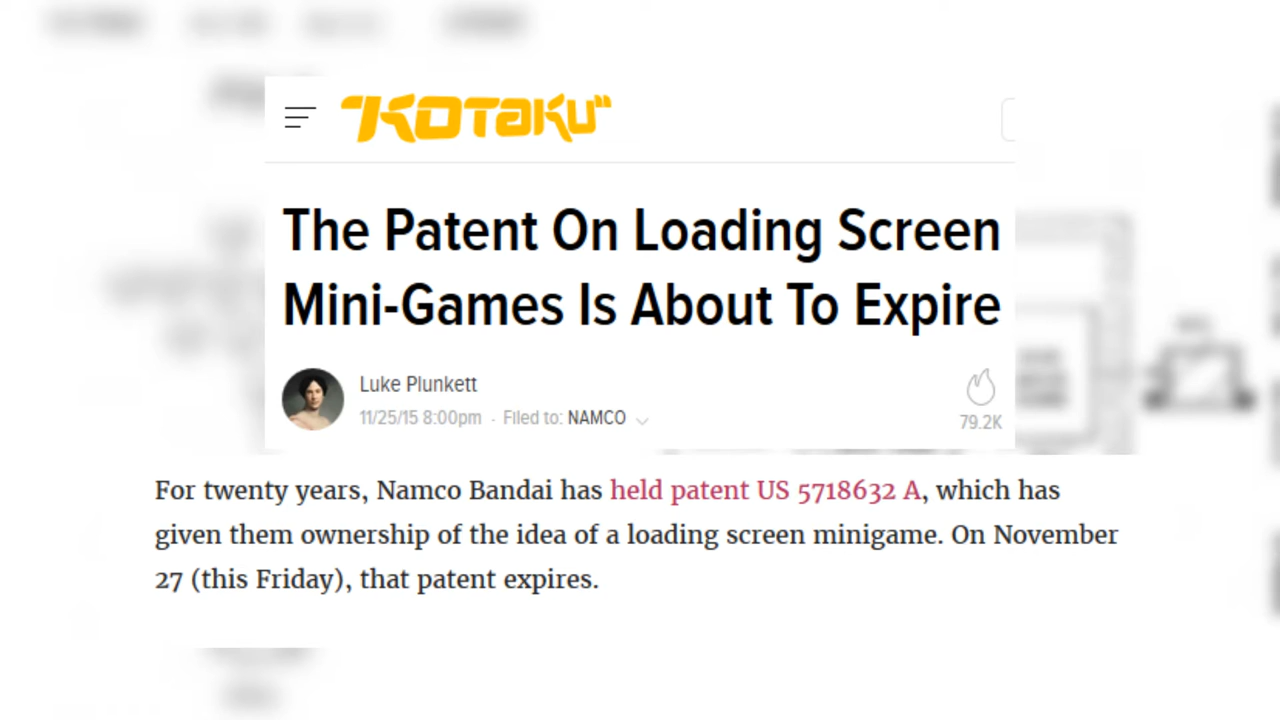 KOTAKU
The Patent On Loading Screen
Mini-Games Is About To Expire
Luke Plunkett
11/25/15 8:00pm - Filed to: NAMCO
79.2K
For twenty years, Namco Bandai has held patent US 5718632 A, which has
given them ownership of the idea of a loading screen minigame. On November
27 (this Friday), that patent expires.